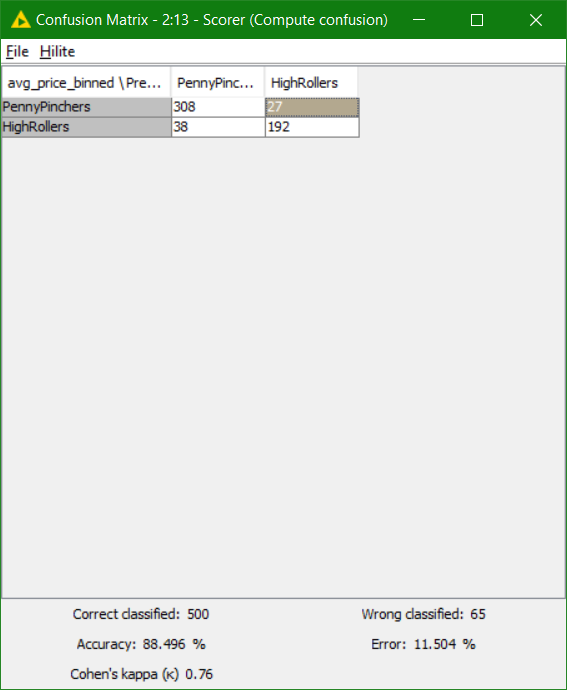 Confusion Matrix - 2:13 - Scorer (Compute confusion)
File Hilite
avg_price_binned \ Pre... PennyPinc... HighRollers
PennyPinchers 308 27
HighRollers 38 192
Correct classified: 500 Wrong classified: 65
Accuracy: 88.496 % Error: 11.504 %
Cohen's kappa (κ) 0.76